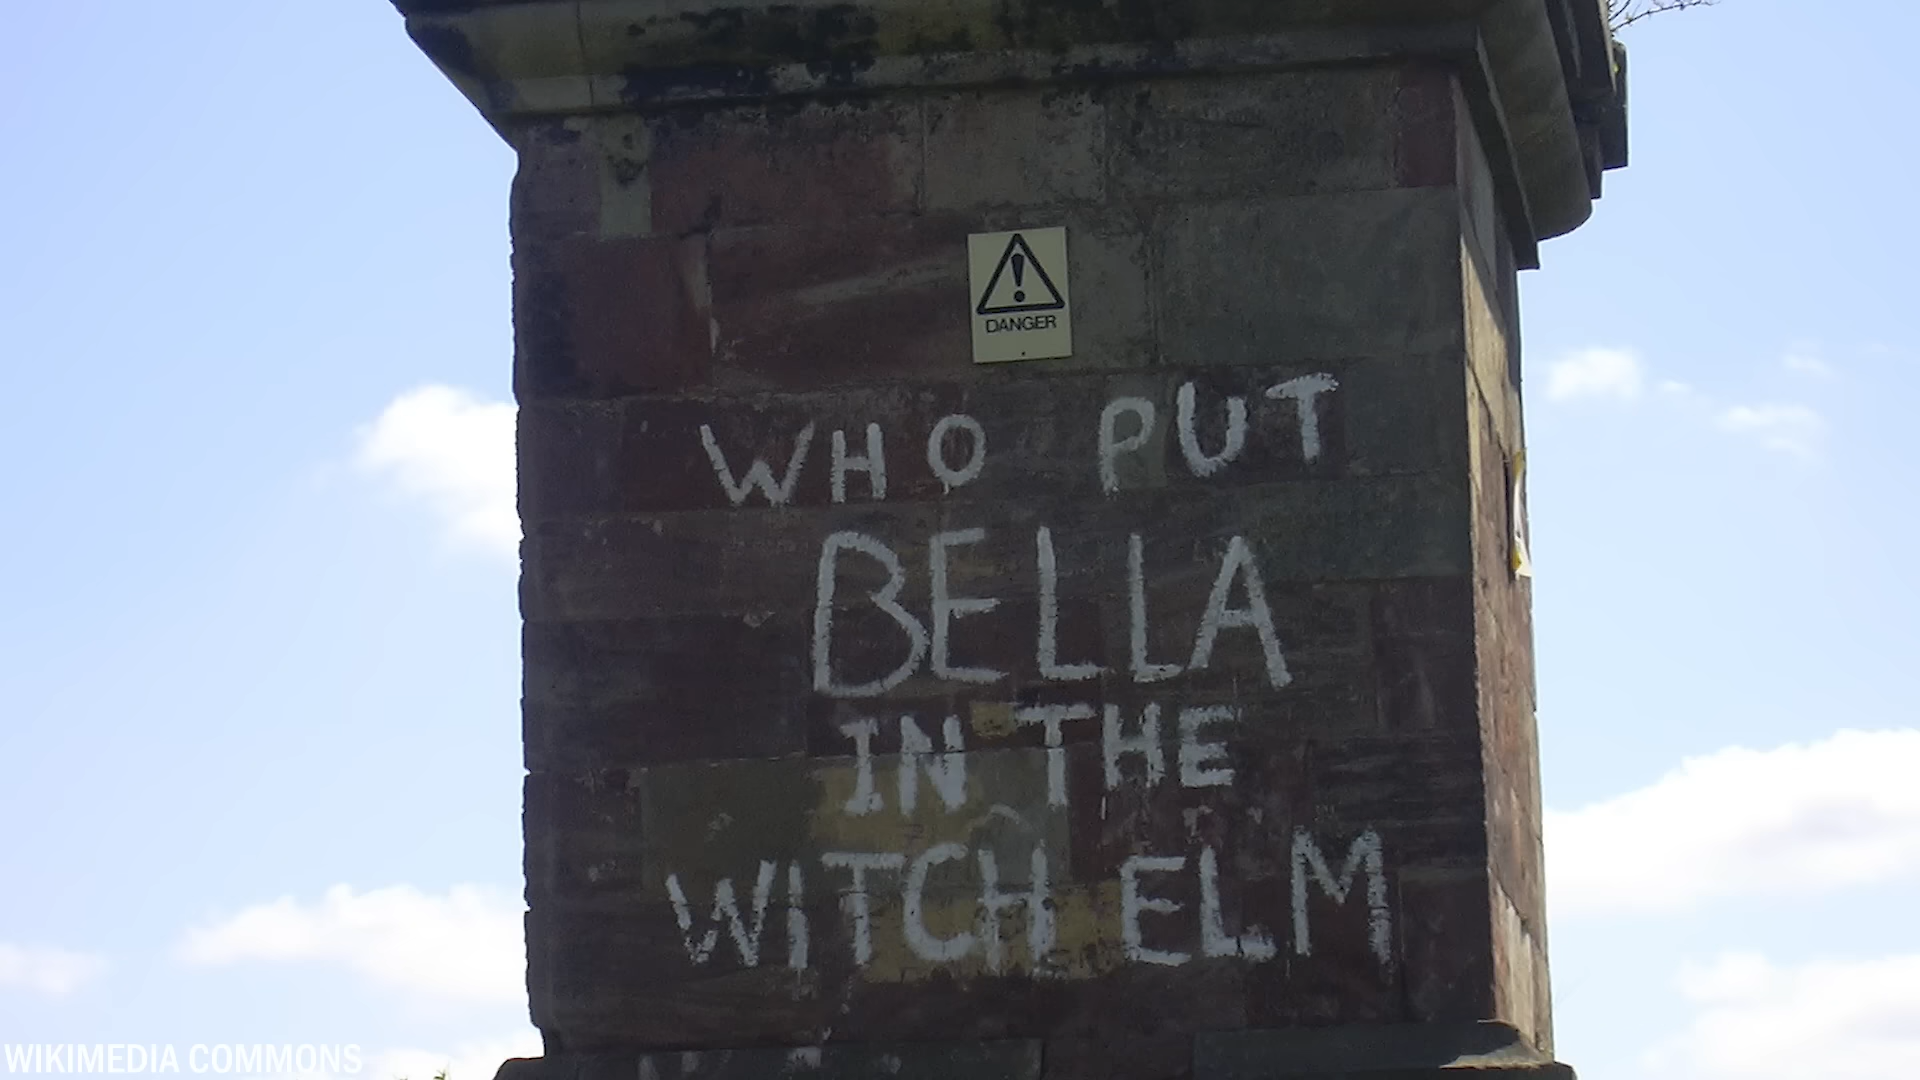 DANGER
WHO PUT
BELLA
IN THE
WITCH ELM
WIKIMEDIA COMMONS